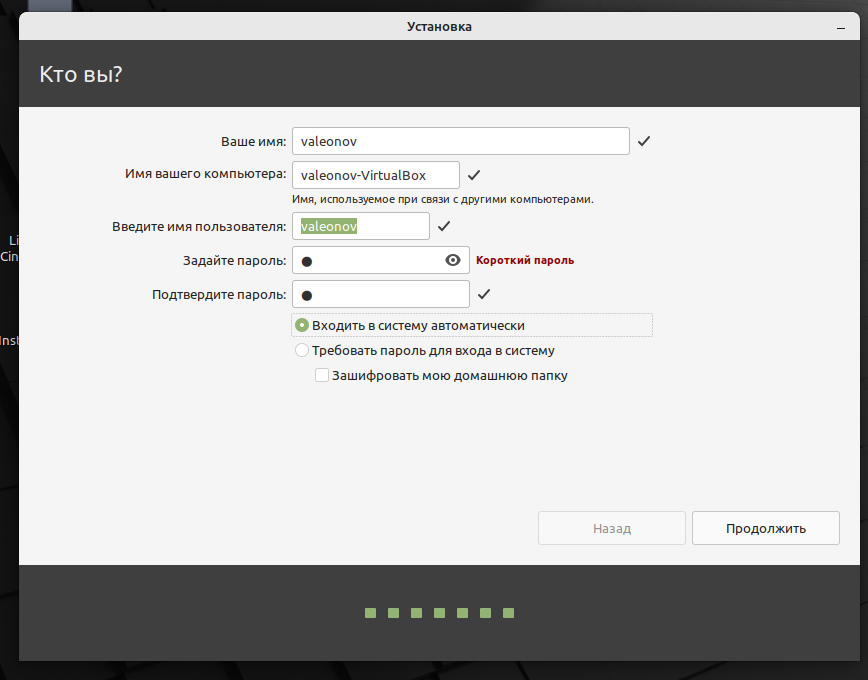 Установка
Кто вы?
Ваше имя: valeonov
Имя вашего компьютера: valeonov-VirtualBox
Имя, используемое при связи с другими компьютерами.
Введите имя пользователя: valeonov
Li
Cin
Задайте пароль: Короткий пароль
Подтвердите пароль:
Входить в систему автоматически
Inst
Требовать пароль для входа в систему
Зашифровать мою домашнюю папку
Назад Продолжить